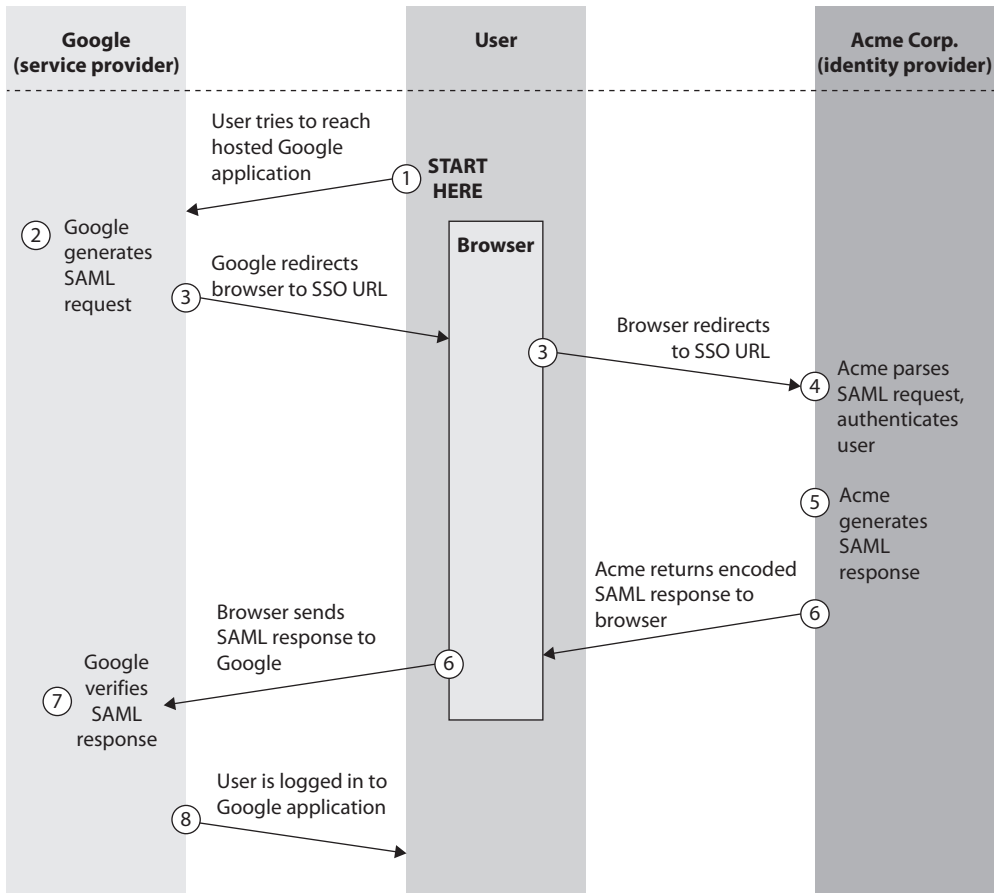 Google
(service provider)
User
Acme Corp.
(identity provider)
User tries to reach
hosted Google
application
1
START
HERE
2
Google
generates
SAML
request
Browser
3
Google redirects
browser to SSO URL
3
Browser redirects
to SSO URL
4
Acme parses
SAML request,
authenticates
user
5
Acme
generates
SAML
response
Acme returns encoded
SAML response to
browser
6
Browser sends
SAML response to
Google
6
7
Google
verifies
SAML
response
User is logged in to
Google application
8